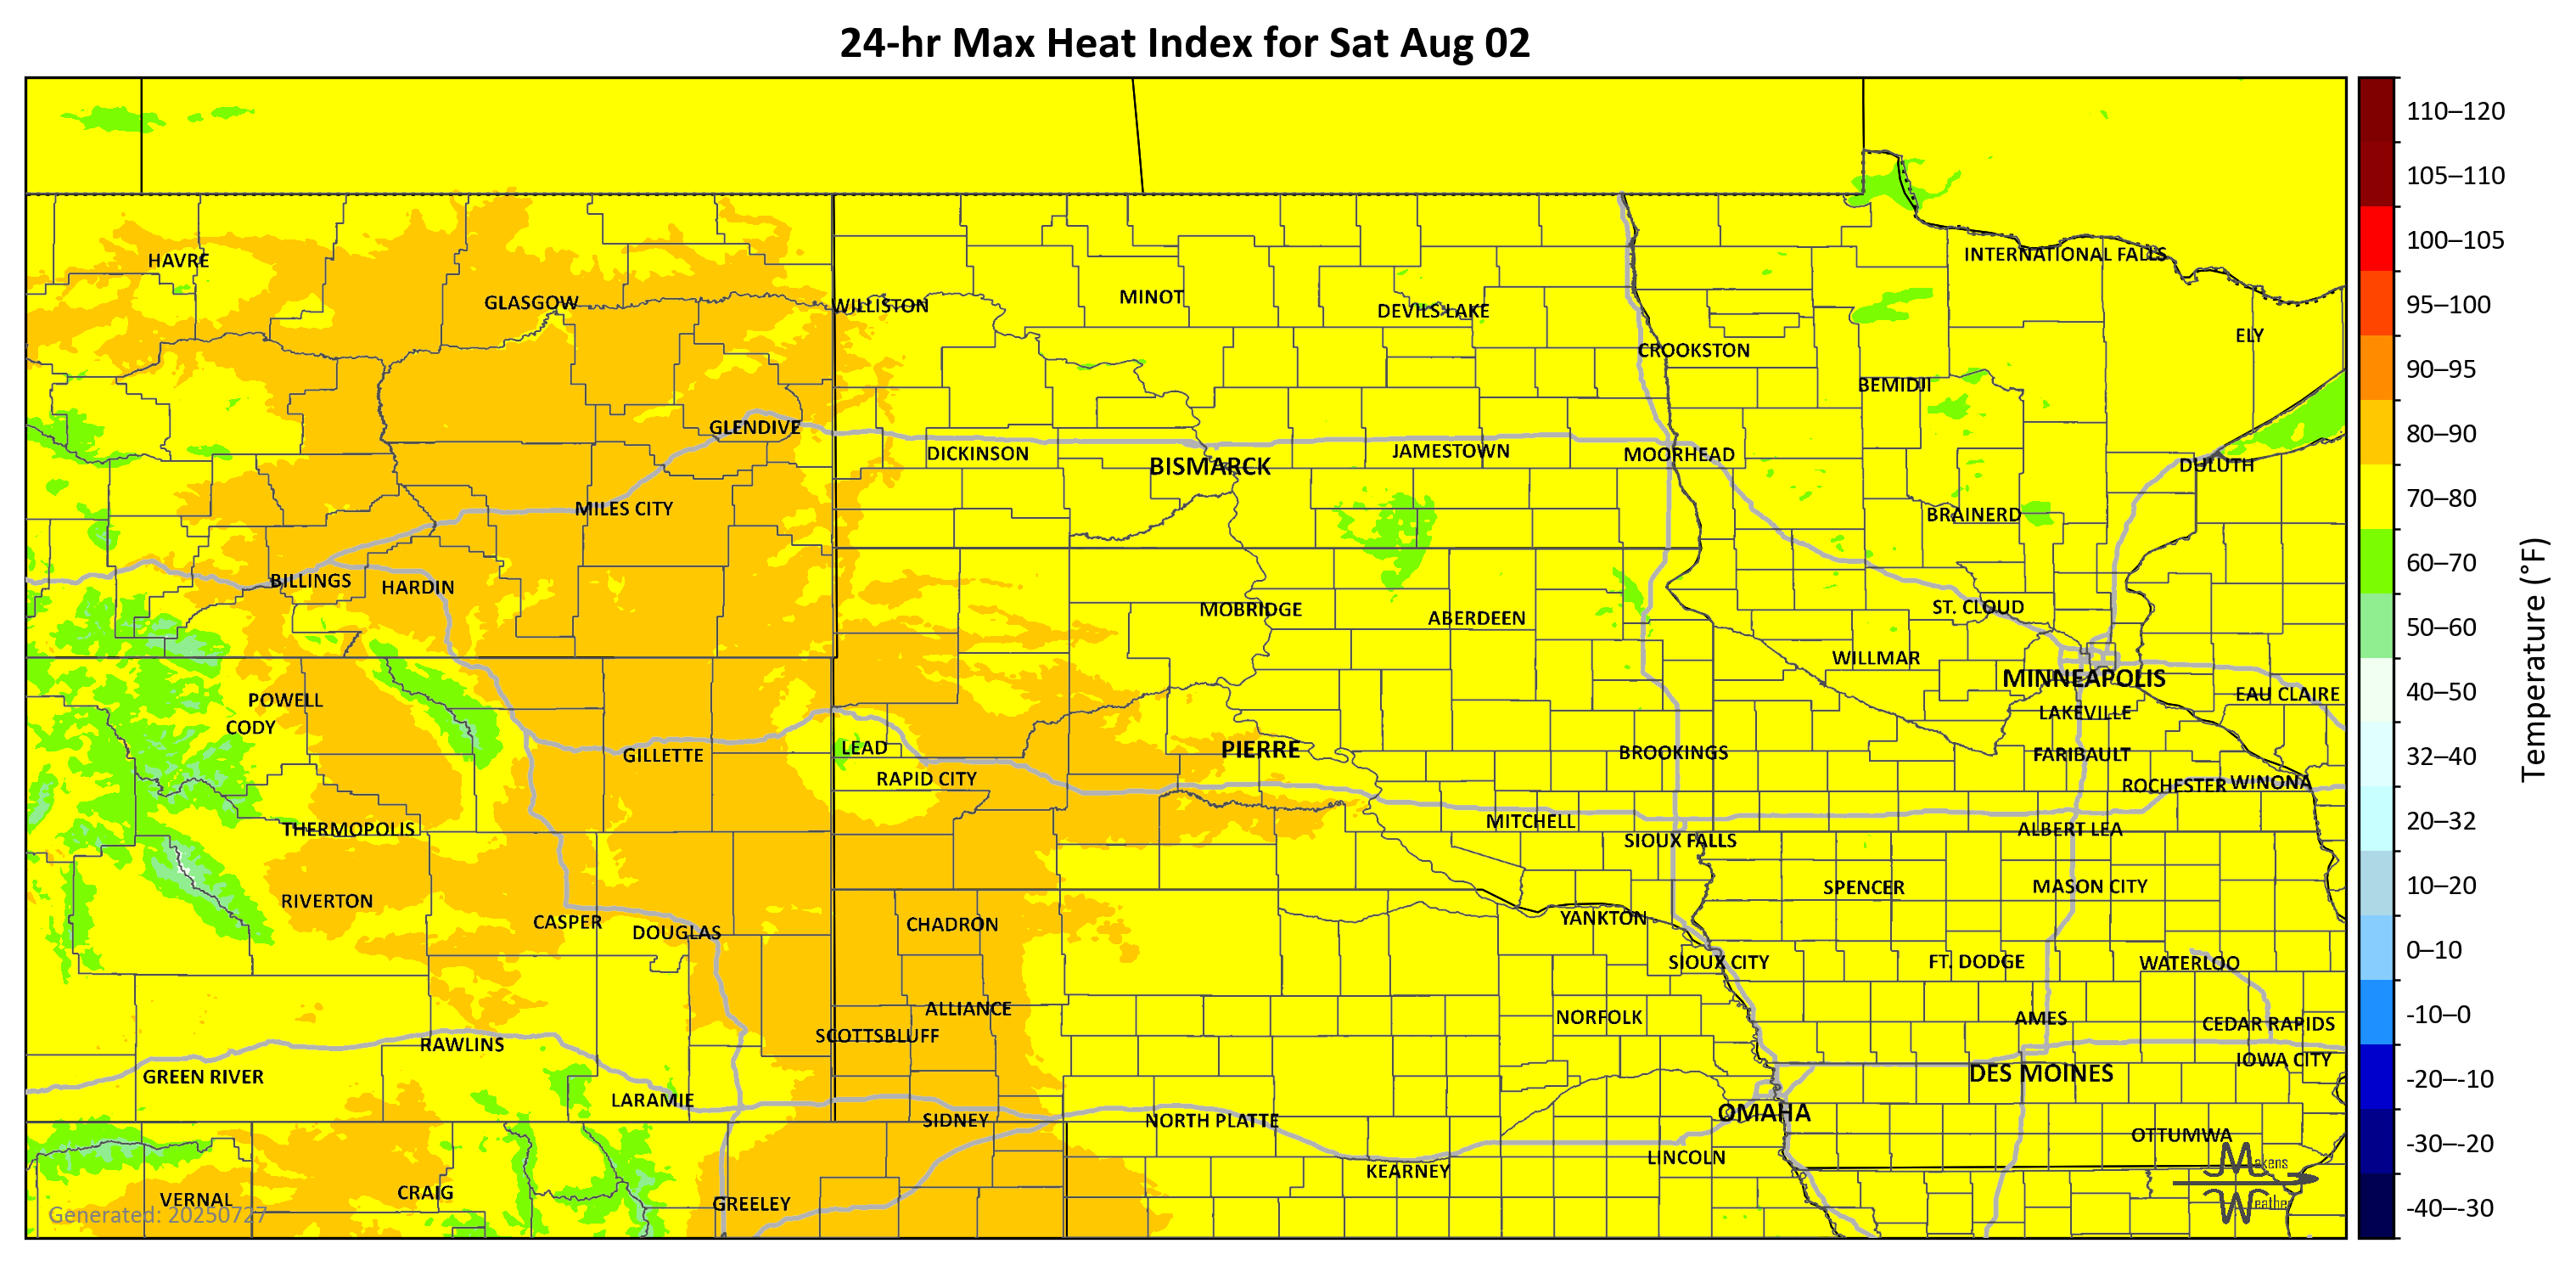 24-hr Max Heat Index for Sat Aug 02
110–120
105–110
100–105
95–100
90–95
80–90
70–80
60–70
50–60
40–50
32–40
20–32
10–20
0–10
-10–0
-20–-10
-30–-20
-40–-30
Temperature (°F)
HAVRE
INTERNATIONAL FALLS
GLASGOW
WILLISTON
MINOT
DEVILS LAKE
ELY
CROOKSTON
BEMIDJI
GLENDIVE
DICKINSON
BISMARCK
JAMESTOWN
MOORHEAD
DULUTH
MILES CITY
BRAINERD
BILLINGS
HARDIN
MOBRIDGE
ABERDEEN
ST. CLOUD
WILLMAR
MINNEAPOLIS
EAU CLAIRE
POWELL
CODY
LAKEVILLE
GILLETTE
LEAD
RAPID CITY
PIERRE
BROOKINGS
FARIBAULT
ROCHESTER
WINONA
THERMOPOLIS
MITCHELL
SIOUX FALLS
ALBERT LEA
RIVERTON
SPENCER
MASON CITY
CASPER
DOUGLAS
CHADRON
YANKTON
SIOUX CITY
FT. DODGE
WATERLOO
ALLIANCE
SCOTTSBLUFF
NORFOLK
AMES
CEDAR RAPIDS
RAWLINS
IOWA CITY
GREEN RIVER
DES MOINES
LARAMIE
SIDNEY
NORTH PLATTE
OMAHA
OTTUMWA
KEARNEY
LINCOLN
VERNAL
CRAIG
GREELEY
Generated: 20250727
Makens
Weather